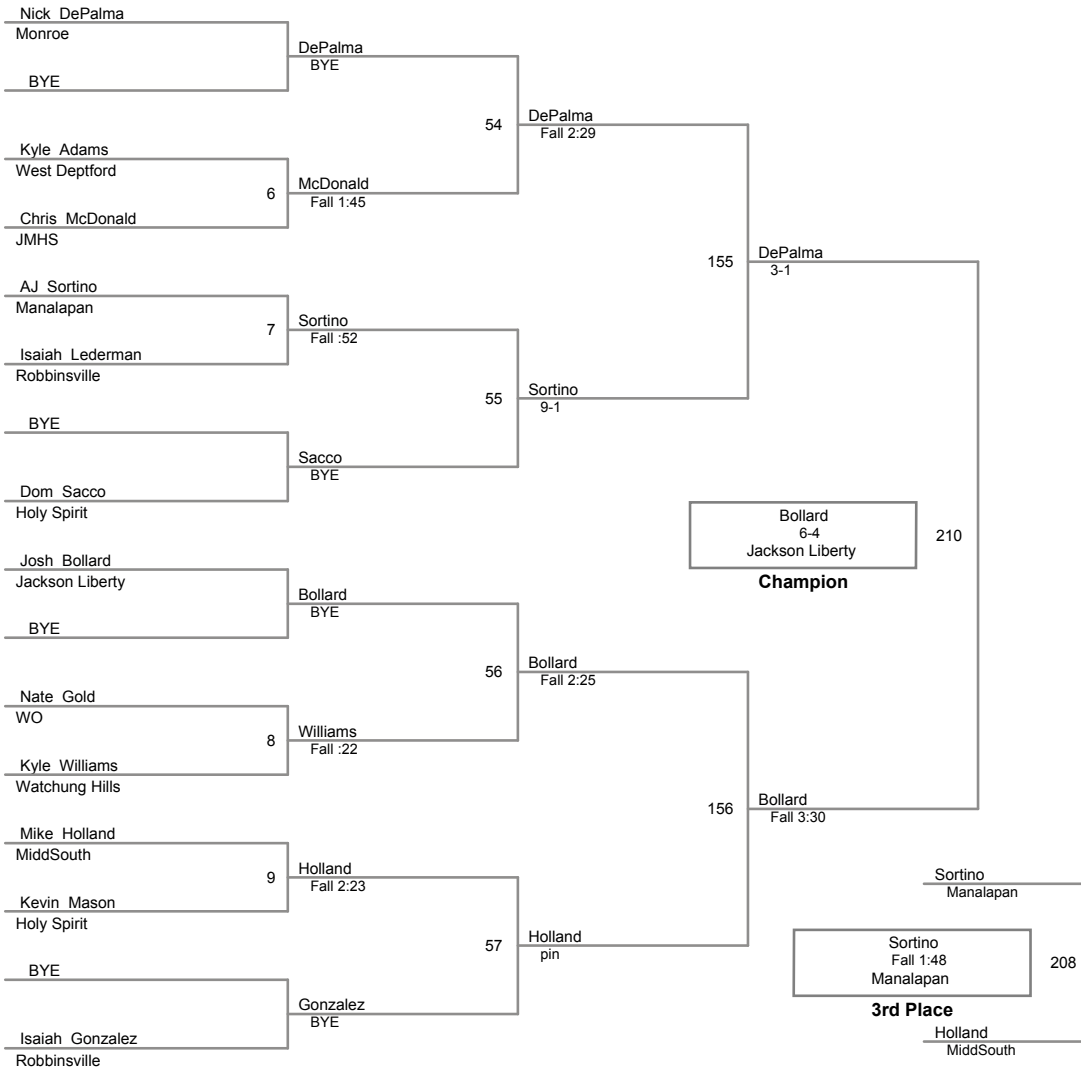 Nick DePalma
Monroe
DePalma
BYE
BYE
54
DePalma
Fall 2:29
Kyle Adams
West Deptford
6
McDonald
Fall 1:45
Chris McDonald
JMHS
155
DePalma
3-1
AJ Sortino
Manalapan
7
Sortino
Fall :52
Isaiah Lederman
Robbinsville
55
Sortino
9-1
BYE
Sacco
BYE
Dom Sacco
Holy Spirit
Bollard
6-4
Jackson Liberty
210
Champion
Josh Bollard
Jackson Liberty
Bollard
BYE
BYE
56
Bollard
Fall 2:25
Nate Gold
WO
8
Williams
Fall :22
Kyle Williams
Watchung Hills
156
Bollard
Fall 3:30
Mike Holland
MiddSouth
9
Holland
Fall 2:23
Kevin Mason
Holy Spirit
57
Holland
pin
BYE
Gonzalez
BYE
Isaiah Gonzalez
Robbinsville
Sortino
Manalapan
Sortino
Fall 1:48
Manalapan
208
3rd Place
Holland
MiddSouth